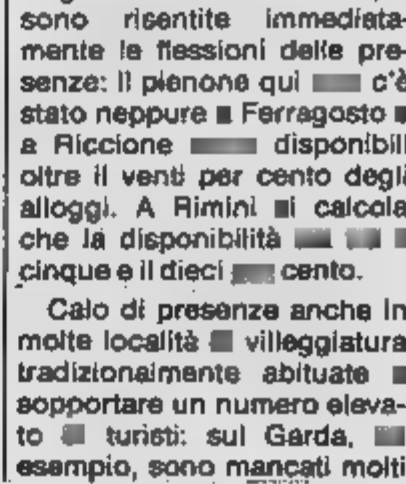 sono risentite immediata-
mente le flessioni delle pre-
senze: il pienone qui c'è
stato neppure Ferragosto
a Riccione disponibili
oltre il venti per cento degli
alloggi. A Rimini si calcola
che la disponibilità
cinque e il dieci cento.
Calo di presenze anche in
molte località villeggiatura
tradizionalmente abituate
sopportare un numero eleva-
to turisti: sul Garda,
esempio, sono mancati molti